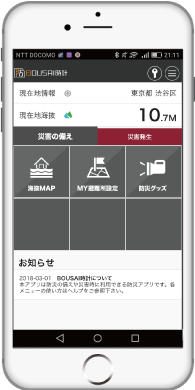 NTT DOCOMO 21:11
防 BOUSAI時計
現在地情報 東京都 渋谷区
現在地海抜 10.7M
災害の備え 災害発生
海抜MAP MY避難所設定 防災グッズ
お知らせ
2018-03-01 BOUSAI時計について
本アプリは防災の備えや災害時に利用できる防災アプリです。各
メニューの使い方はヘルプをご参照下さい。